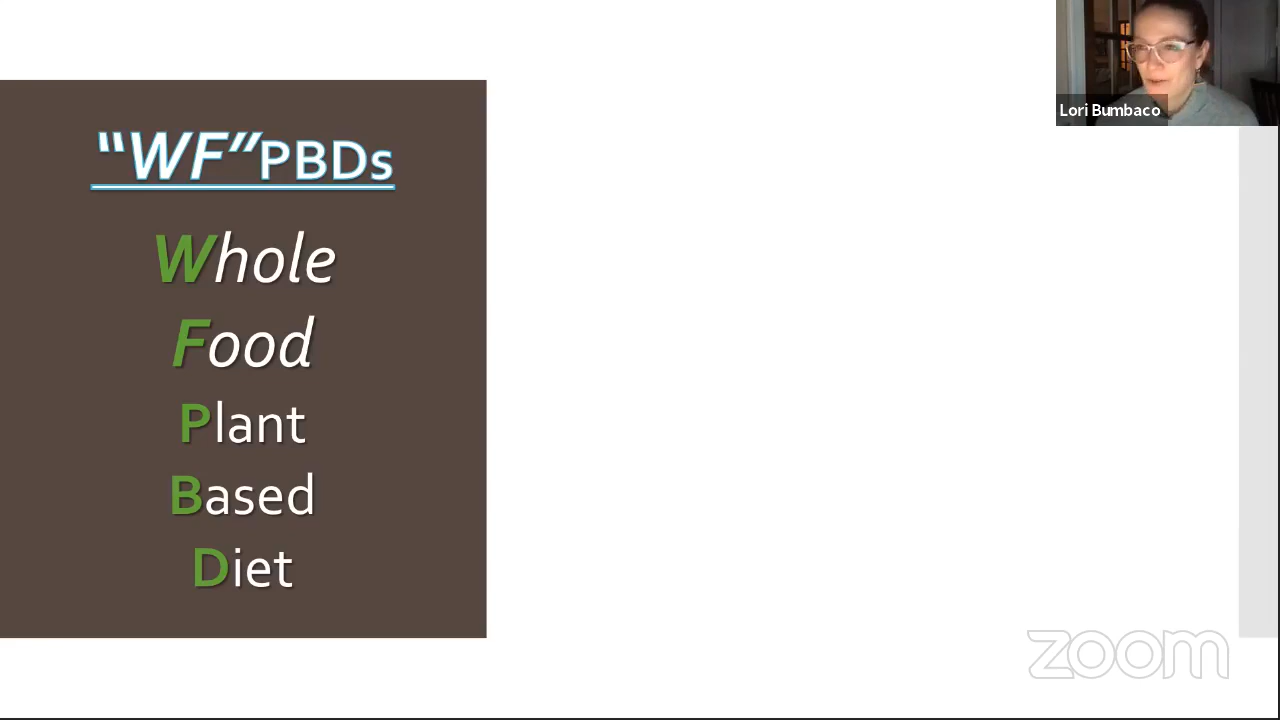 “WF”PBDs
Whole
Food
Plant
Based
Diet
Lori Bumbaco
zoom